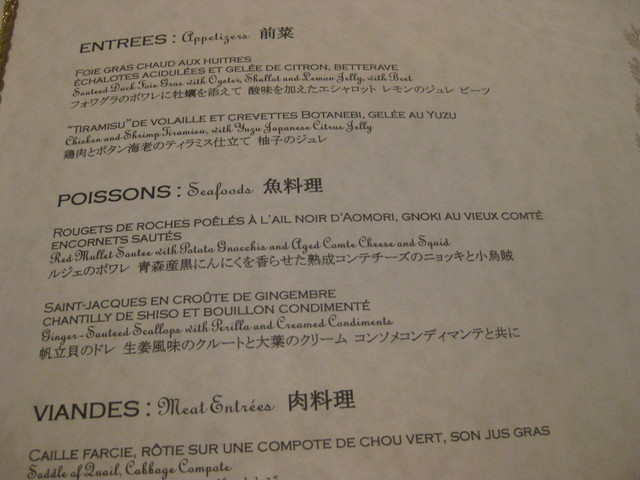 ENTREES : Appetizers 前菜
FOIE GRAS CHAUD AUX HUITRES
ÉCHALOTES ACIDULÉES ET GELÉE DE CITRON, BETTERAVE
Sauteed Duck Foie Gras with Oyster, Shallot and Lemon Jelly, with Beet
フォワグラのポワレに牡蠣を添えて 酸味を加えたエシャロット レモンのジュレ ビーツ
"TIRAMISU" DE VOLAILLE ET CREVETTES BOTANEBI, GELÉE AU YUZU
Chicken and Shrimp Tiramisu, with Yuzu Japanese Citrus Jelly
鶏肉とボタン海老のティラミス仕立て 柚子のジュレ
POISSONS : Seafoods 魚料理
ROUGETS DE ROCHES POÊLÉS À L'AIL NOIR D'AOMORI, GNOKI AU VIEUX COMTÉ
ENCORNETS SAUTÉS
Red Mullet Sautee with Potato Gnocchis and Aged Comte Cheese and Squid
ルジェのポワレ 青森産黒にんにくを香らせた熟成コンテチーズのニョッキと小烏賊
SAINT-JACQUES EN CROÛTE DE GINGEMBRE
CHANTILLY DE SHISO ET BOUILLON CONDIMENTÉ
Ginger-Sauteed Scallops with Perilla and Creamed Condiments
帆立貝のドレ 生姜風味のクルートと大葉のクリーム コンソメコンディマンテと共に
VIANDES : Meat Entrées 肉料理
CAILLE FARCIE, RÔTIE SUR UNE COMPOTE DE CHOU VERT, SON JUS GRAS
Saddle of Quail, Cabbage Compote